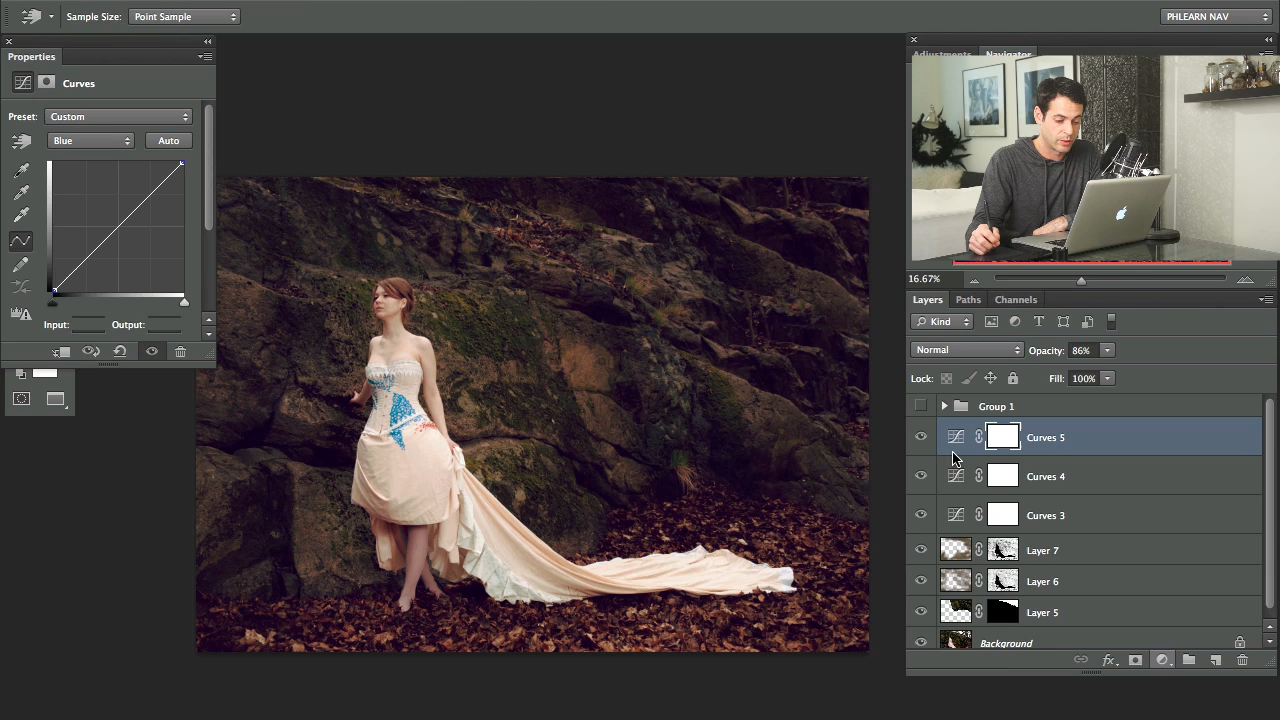 Sample Size: Point Sample
PHLEARN NAV
Properties
Curves
Preset: Custom
Blue Auto
Input: Output:
Adjustments Navigator
16.67%
Layers Paths Channels
Kind
Normal Opacity: 86%
Lock: Fill: 100%
Group 1
Curves 5
Curves 4
Curves 3
Layer 7
Layer 6
Layer 5
Background
fx